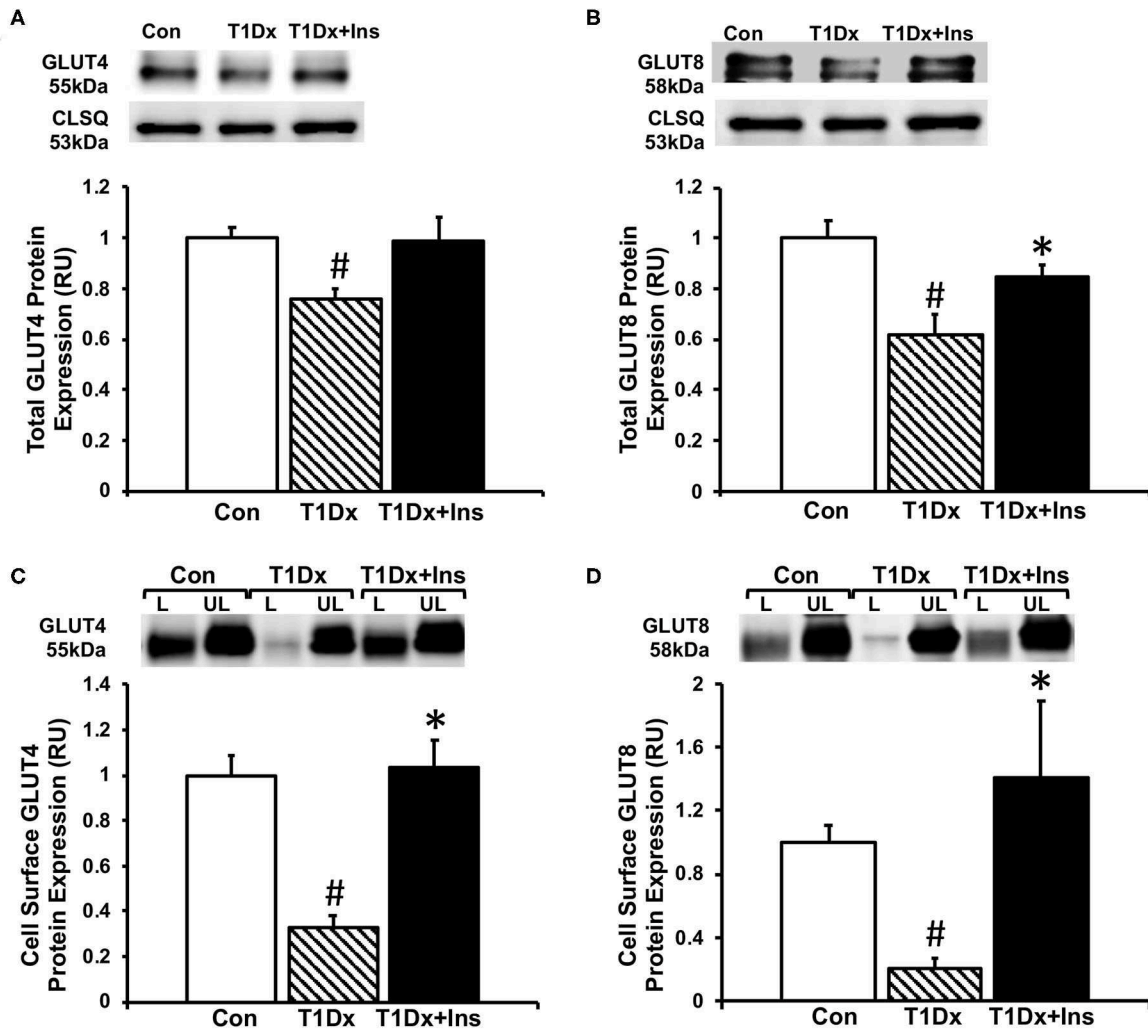 A
Con T1Dx T1Dx+Ins
GLUT4
55kDa
CLSQ
53kDa
Total GLUT4 Protein
Expression (RU)
1.2
1
0.8
0.6
0.4
0.2
0
#
Con T1Dx T1Dx+Ins
B
Con T1Dx T1Dx+Ins
GLUT8
58kDa
CLSQ
53kDa
Total GLUT8 Protein
Expression (RU)
1.2
1
0.8
0.6
0.4
0.2
0
#
*
Con T1Dx T1Dx+Ins
C
Con T1Dx T1Dx+Ins
L UL L UL L UL
GLUT4
55kDa
Cell Surface GLUT4
Protein Expression (RU)
1.4
1.2
1
0.8
0.6
0.4
0.2
0
#
*
Con T1Dx T1Dx+Ins
D
Con T1Dx T1Dx+Ins
L UL L UL L UL
GLUT8
58kDa
Cell Surface GLUT8
Protein Expression (RU)
2
1.6
1.2
0.8
0.4
0
#
*
Con T1Dx T1Dx+Ins